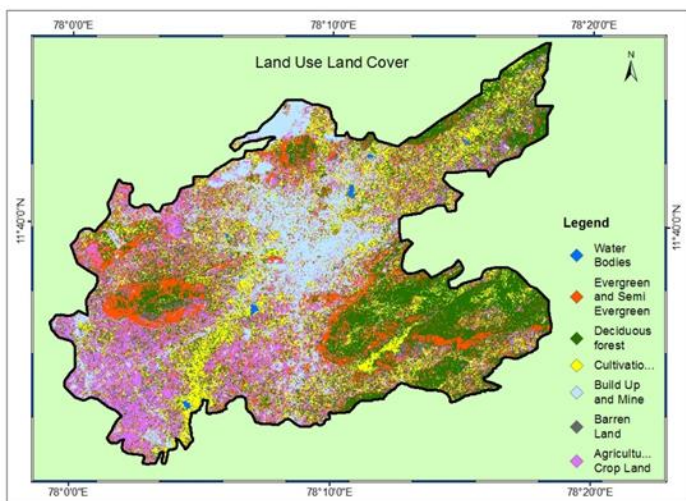 78°0'0"E 78°10'0"E 78°20'0"E
Land Use Land Cover
N
11°40'0"N
11°40'0"N
Legend
Water
Bodies
Evergreen
and Semi
Evergreen
Deciduous
forest
Cultivatio...
Build Up
and Mine
Barren
Land
Agricultu...
Crop Land
78°0'0"E 78°10'0"E 78°20'0"E